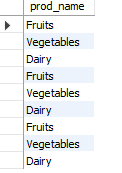 prod_name
Fruits
Vegetables
Dairy
Fruits
Vegetables
Dairy
Fruits
Vegetables
Dairy